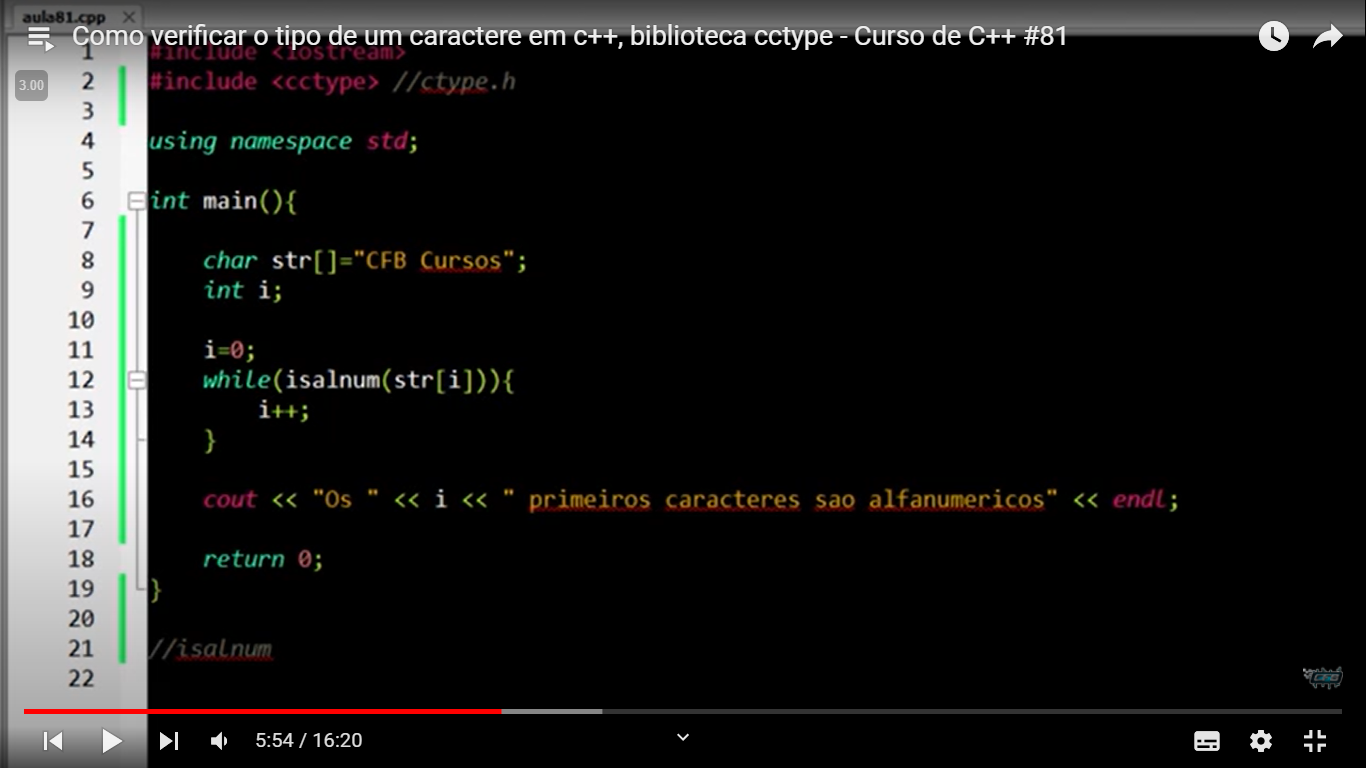 aula81.cpp
Como verificar o tipo de um caractere em c++, biblioteca cctype - Curso de C++ #81
3.00
1 #include <iostream>
2 #include <cctype> //ctype.h
3
4 using namespace std;
5
6 int main(){
7
8 char str[]="CFB Cursos";
9 int i;
10
11 i=0;
12 while(isalnum(str[i])){
13 i++;
14 }
15
16 cout << "Os " << i << " primeiros caracteres sao alfanumericos" << endl;
17
18 return 0;
19 }
20
21 //isalnum
22
5:54 / 16:20